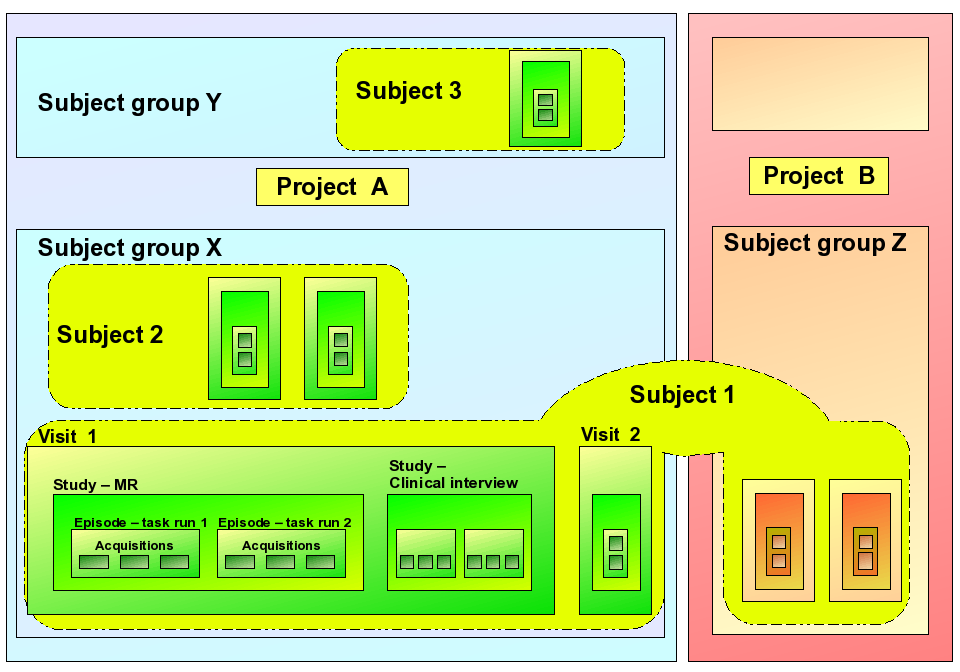 Subject group Y
Subject 3
Project A
Project B
Subject group X
Subject group Z
Subject 2
Subject 1
Visit 1
Visit 2
Study – MR
Study –
Clinical interview
Episode – task run 1
Episode – task run 2
Acquisitions
Acquisitions